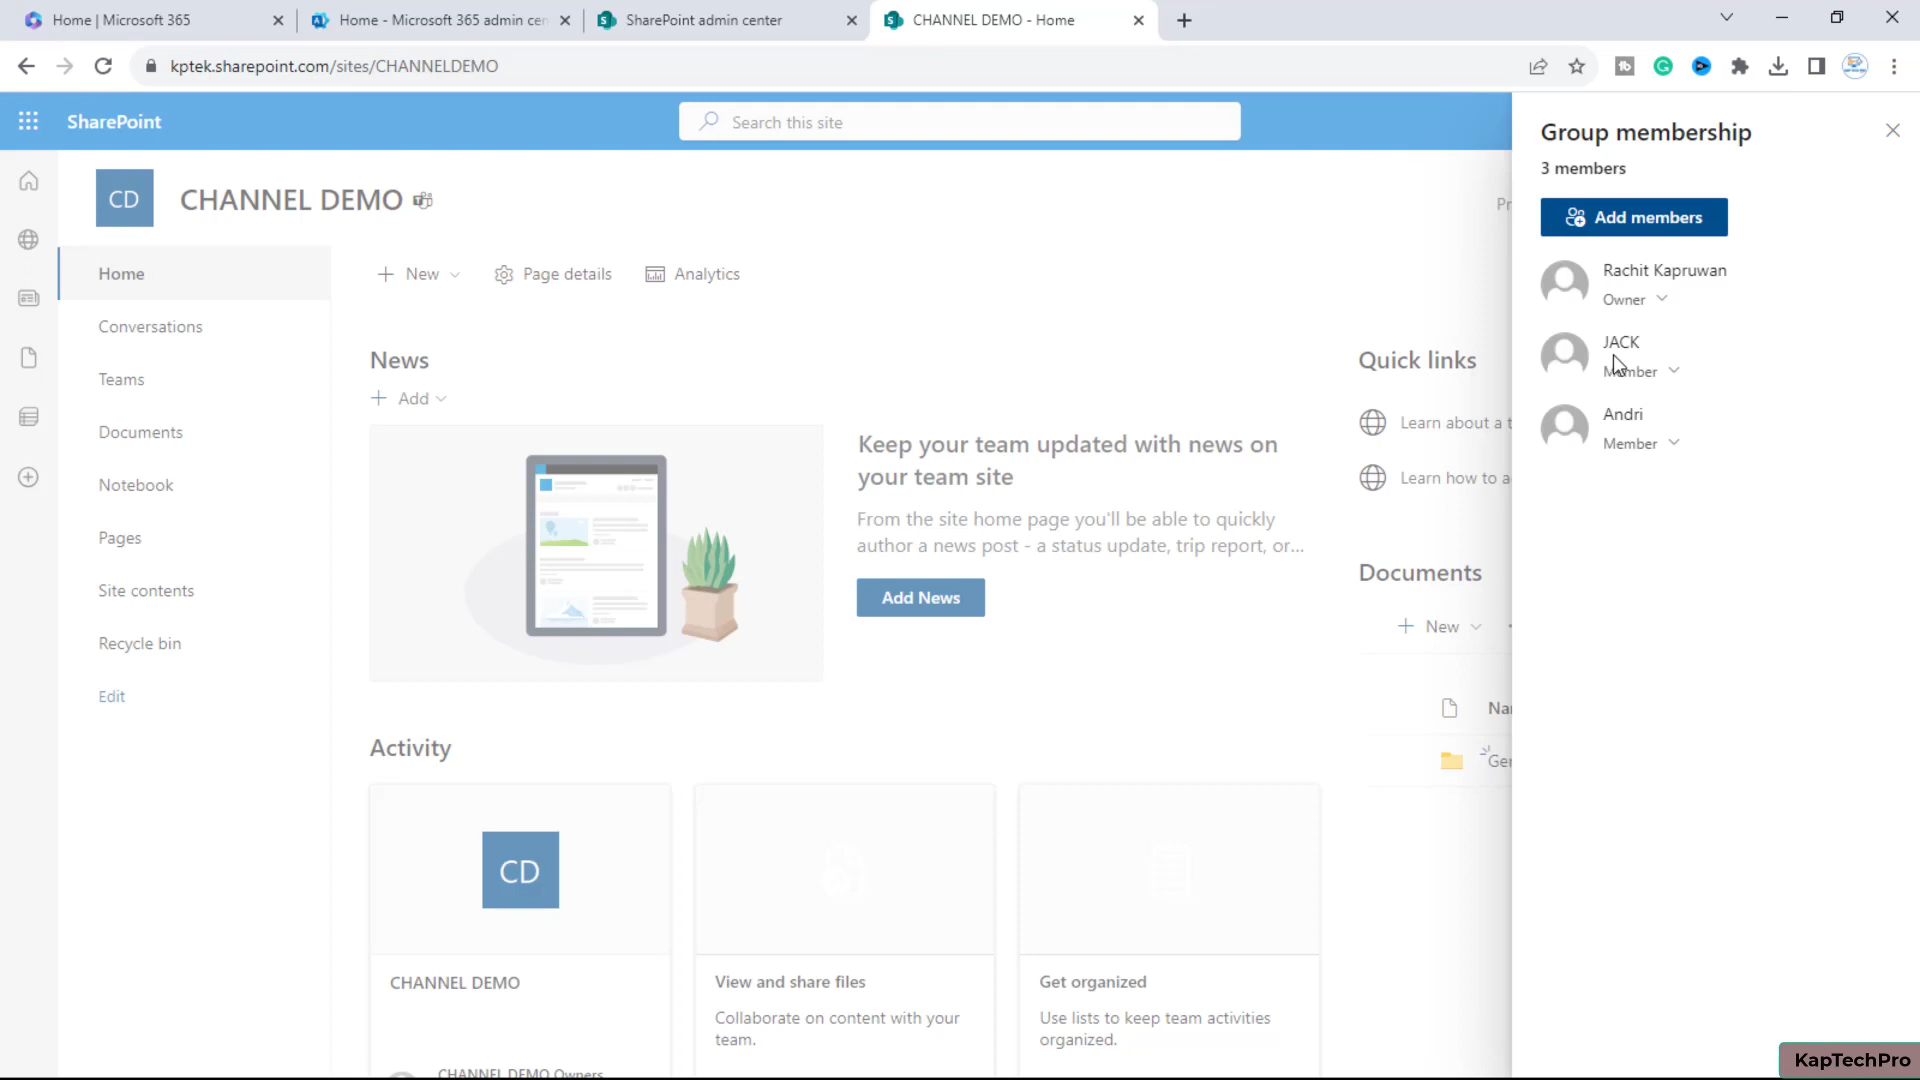 Home | Microsoft 365
Home - Microsoft 365 admin cen
SharePoint admin center
CHANNEL DEMO - Home
kptek.sharepoint.com/sites/CHANNELDEMO
SharePoint
Search this site
CD
CHANNEL DEMO
Home
Conversations
Teams
Documents
Notebook
Pages
Site contents
Recycle bin
Edit
New
Page details
Analytics
News
Add
Keep your team updated with news on
your team site
From the site home page you'll be able to quickly
author a news post - a status update, trip report, or...
Add News
Activity
CD
CHANNEL DEMO
CHANNEL DEMO Owners
View and share files
Collaborate on content with your
team.
Get organized
Use lists to keep team activities
organized.
Quick links
Learn about a t
Learn how to a
Documents
New
Nar
Ger
Group membership
3 members
Add members
Rachit Kapruwan
Owner
JACK
Member
Andri
Member
KapTechPro